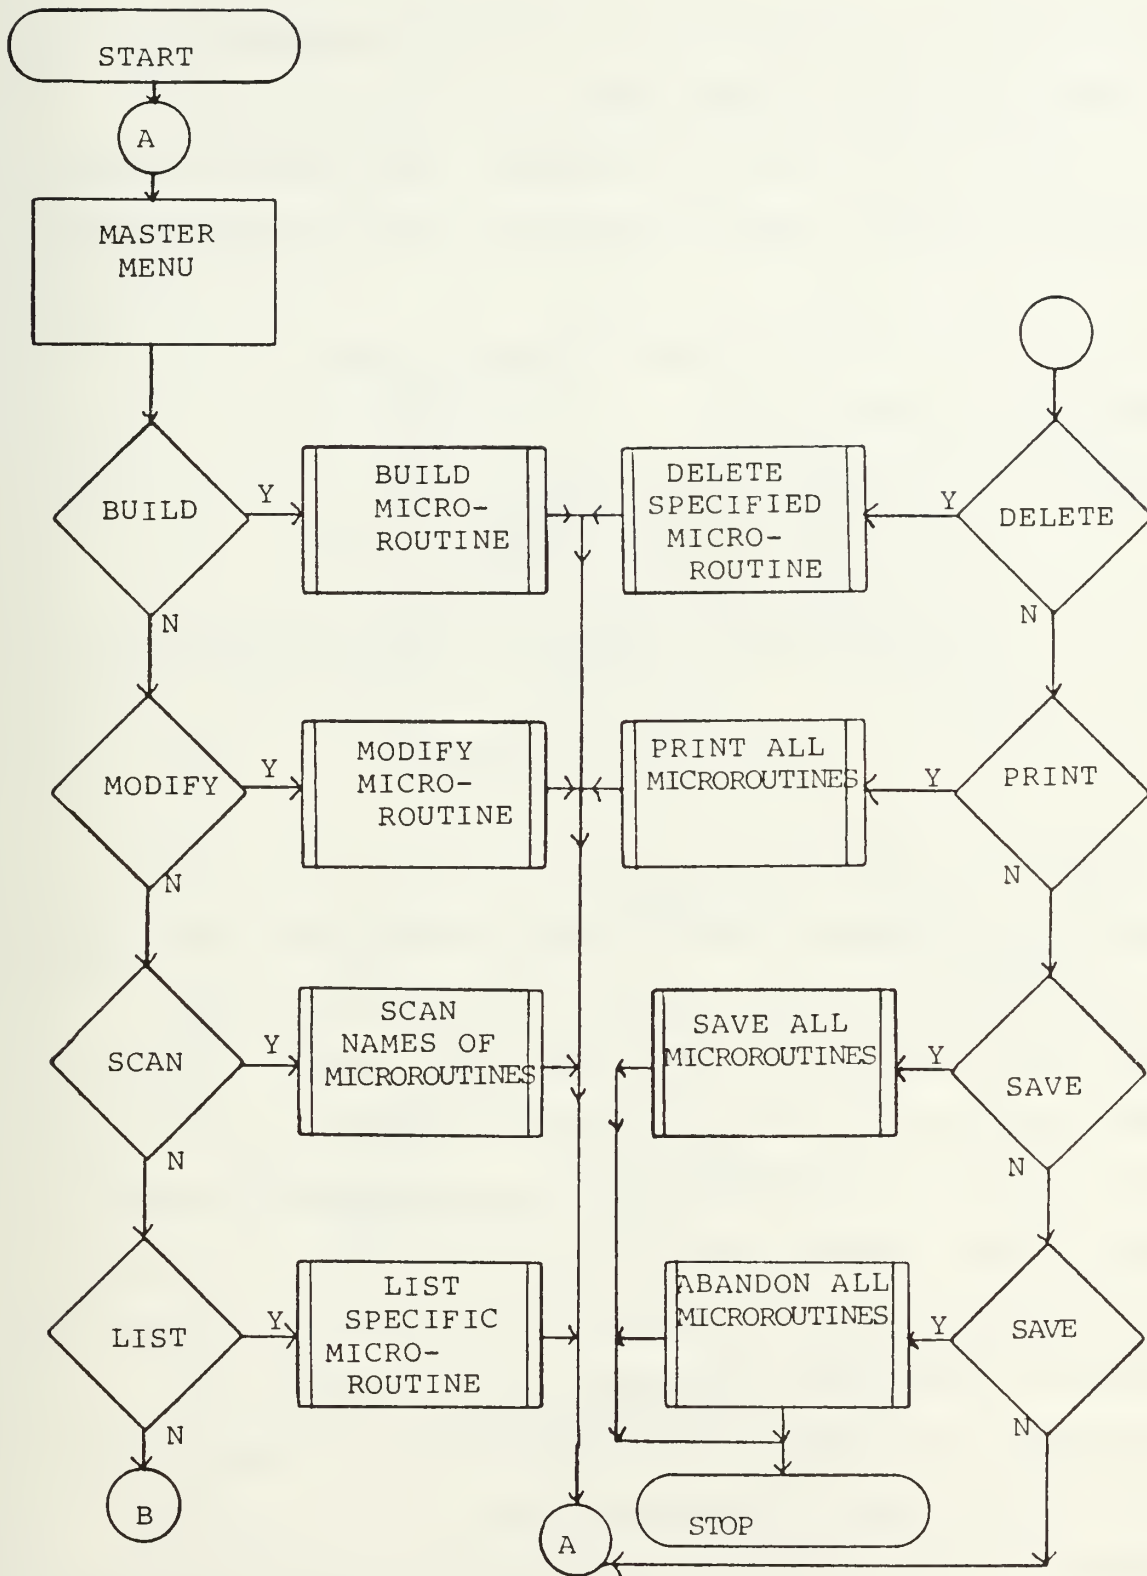 START
A
MASTER
MENU
BUILD
Y
N
BUILD
MICRO-
ROUTINE
MODIFY
Y
N
MODIFY
MICRO-
ROUTINE
SCAN
Y
N
SCAN
NAMES OF
MICROROUTINES
LIST
Y
N
LIST
SPECIFIC
MICRO-
ROUTINE
B
DELETE
Y
N
DELETE
SPECIFIED
MICRO-
ROUTINE
PRINT
Y
N
PRINT ALL
MICROROUTINES
SAVE
Y
N
SAVE ALL
MICROROUTINES
SAVE
Y
N
ABANDON ALL
MICROROUTINES
STOP
A